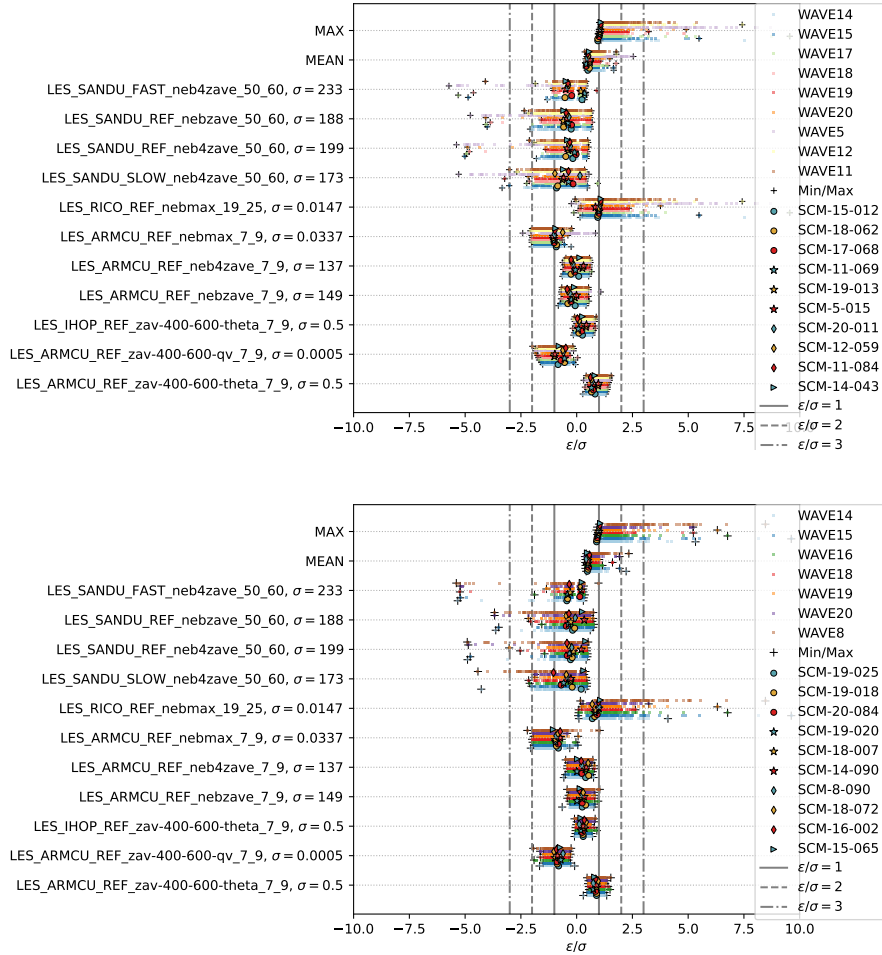 MAX
MEAN
LES_SANDU_FAST_neb4zave_50_60, σ = 233
LES_SANDU_REF_nebzave_50_60, σ = 188
LES_SANDU_REF_neb4zave_50_60, σ = 199
LES_SANDU_SLOW_neb4zave_50_60, σ = 173
LES_RICO_REF_nebmax_19_25, σ = 0.0147
LES_ARMCU_REF_nebmax_7_9, σ = 0.0337
LES_ARMCU_REF_neb4zave_7_9, σ = 137
LES_ARMCU_REF_nebzave_7_9, σ = 149
LES_IHOP_REF_zav-400-600-theta_7_9, σ = 0.5
LES_ARMCU_REF_zav-400-600-qv_7_9, σ = 0.0005
LES_ARMCU_REF_zav-400-600-theta_7_9, σ = 0.5
−10.0 −7.5 −5.0 −2.5 0.0 2.5 5.0 7.5 10.0
ε/σ
WAVE14
WAVE15
WAVE17
WAVE18
WAVE19
WAVE20
WAVE5
WAVE12
WAVE11
Min/Max
SCM-15-012
SCM-18-062
SCM-17-068
SCM-11-069
SCM-19-013
SCM-5-015
SCM-20-011
SCM-12-059
SCM-11-084
SCM-14-043
ε/σ = 1
ε/σ = 2
ε/σ = 3
MAX
MEAN
LES_SANDU_FAST_neb4zave_50_60, σ = 233
LES_SANDU_REF_nebzave_50_60, σ = 188
LES_SANDU_REF_neb4zave_50_60, σ = 199
LES_SANDU_SLOW_neb4zave_50_60, σ = 173
LES_RICO_REF_nebmax_19_25, σ = 0.0147
LES_ARMCU_REF_nebmax_7_9, σ = 0.0337
LES_ARMCU_REF_neb4zave_7_9, σ = 137
LES_ARMCU_REF_nebzave_7_9, σ = 149
LES_IHOP_REF_zav-400-600-theta_7_9, σ = 0.5
LES_ARMCU_REF_zav-400-600-qv_7_9, σ = 0.0005
LES_ARMCU_REF_zav-400-600-theta_7_9, σ = 0.5
−10.0 −7.5 −5.0 −2.5 0.0 2.5 5.0 7.5 10.0
ε/σ
WAVE14
WAVE15
WAVE16
WAVE18
WAVE19
WAVE20
WAVE8
Min/Max
SCM-19-025
SCM-19-018
SCM-20-084
SCM-19-020
SCM-18-007
SCM-14-090
SCM-8-090
SCM-18-072
SCM-16-002
SCM-15-065
ε/σ = 1
ε/σ = 2
ε/σ = 3